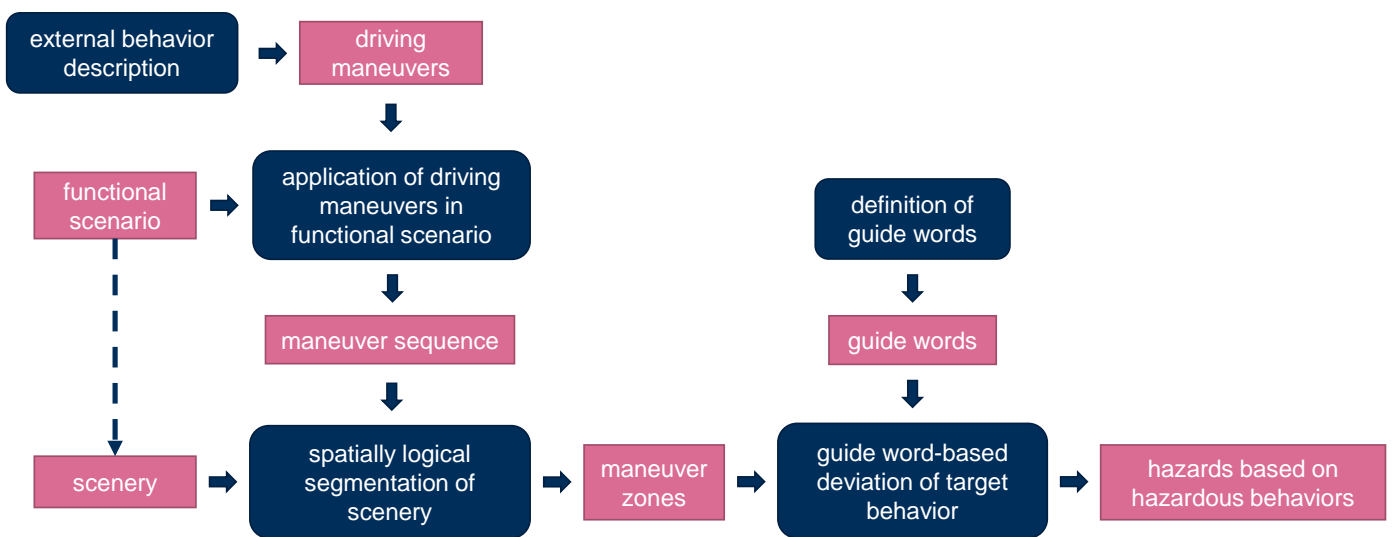 external behavior
description
driving
maneuvers
functional
scenario
application of driving
maneuvers in
functional scenario
definition of
guide words
maneuver sequence
guide words
scenery
spatially logical
segmentation of
scenery
maneuver
zones
guide word-based
deviation of target
behavior
hazards based on
hazardous behaviors